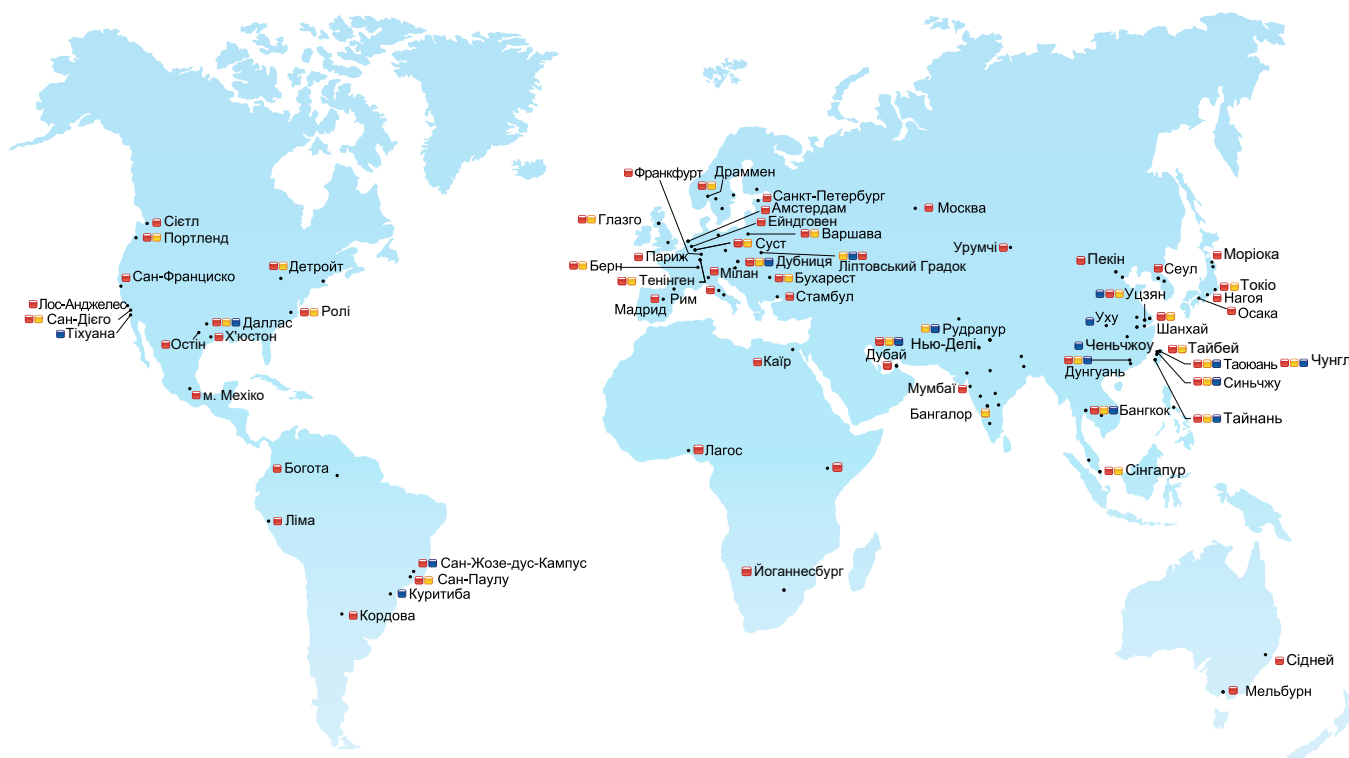 Сієтл
Портленд
Сан-Франциско
Детройт
Лос-Анджелес
Сан-Дієго
Тіхуана
Ролі
Даллас
Х'юстон
Остін
м. Мехіко
Богота
Ліма
Сан-Жозе-дус-Кампус
Сан-Паулу
Куритиба
Кордова
Франкфурт
Драммен
Санкт-Петербург
Амстердам
Ейндговен
Глазго
Варшава
Суст
Париж
Берн
Мілан
Дубниця
Ліптовський Градок
Тенінген
Бухарест
Рим
Мадрид
Стамбул
Москва
Урумчі
Пекін
Сеул
Моріока
Токіо
Нагоя
Осака
Уцзян
Уху
Шанхай
Рудрапур
Нью-Делі
Дубай
Каїр
Ченьчжоу
Тайбей
Дунгуань
Таоюань
Чунгл
Синьчжу
Мумбаї
Бангалор
Бангкок
Тайнань
Лагос
Сінгапур
Йоганнесбург
Сідней
Мельбурн